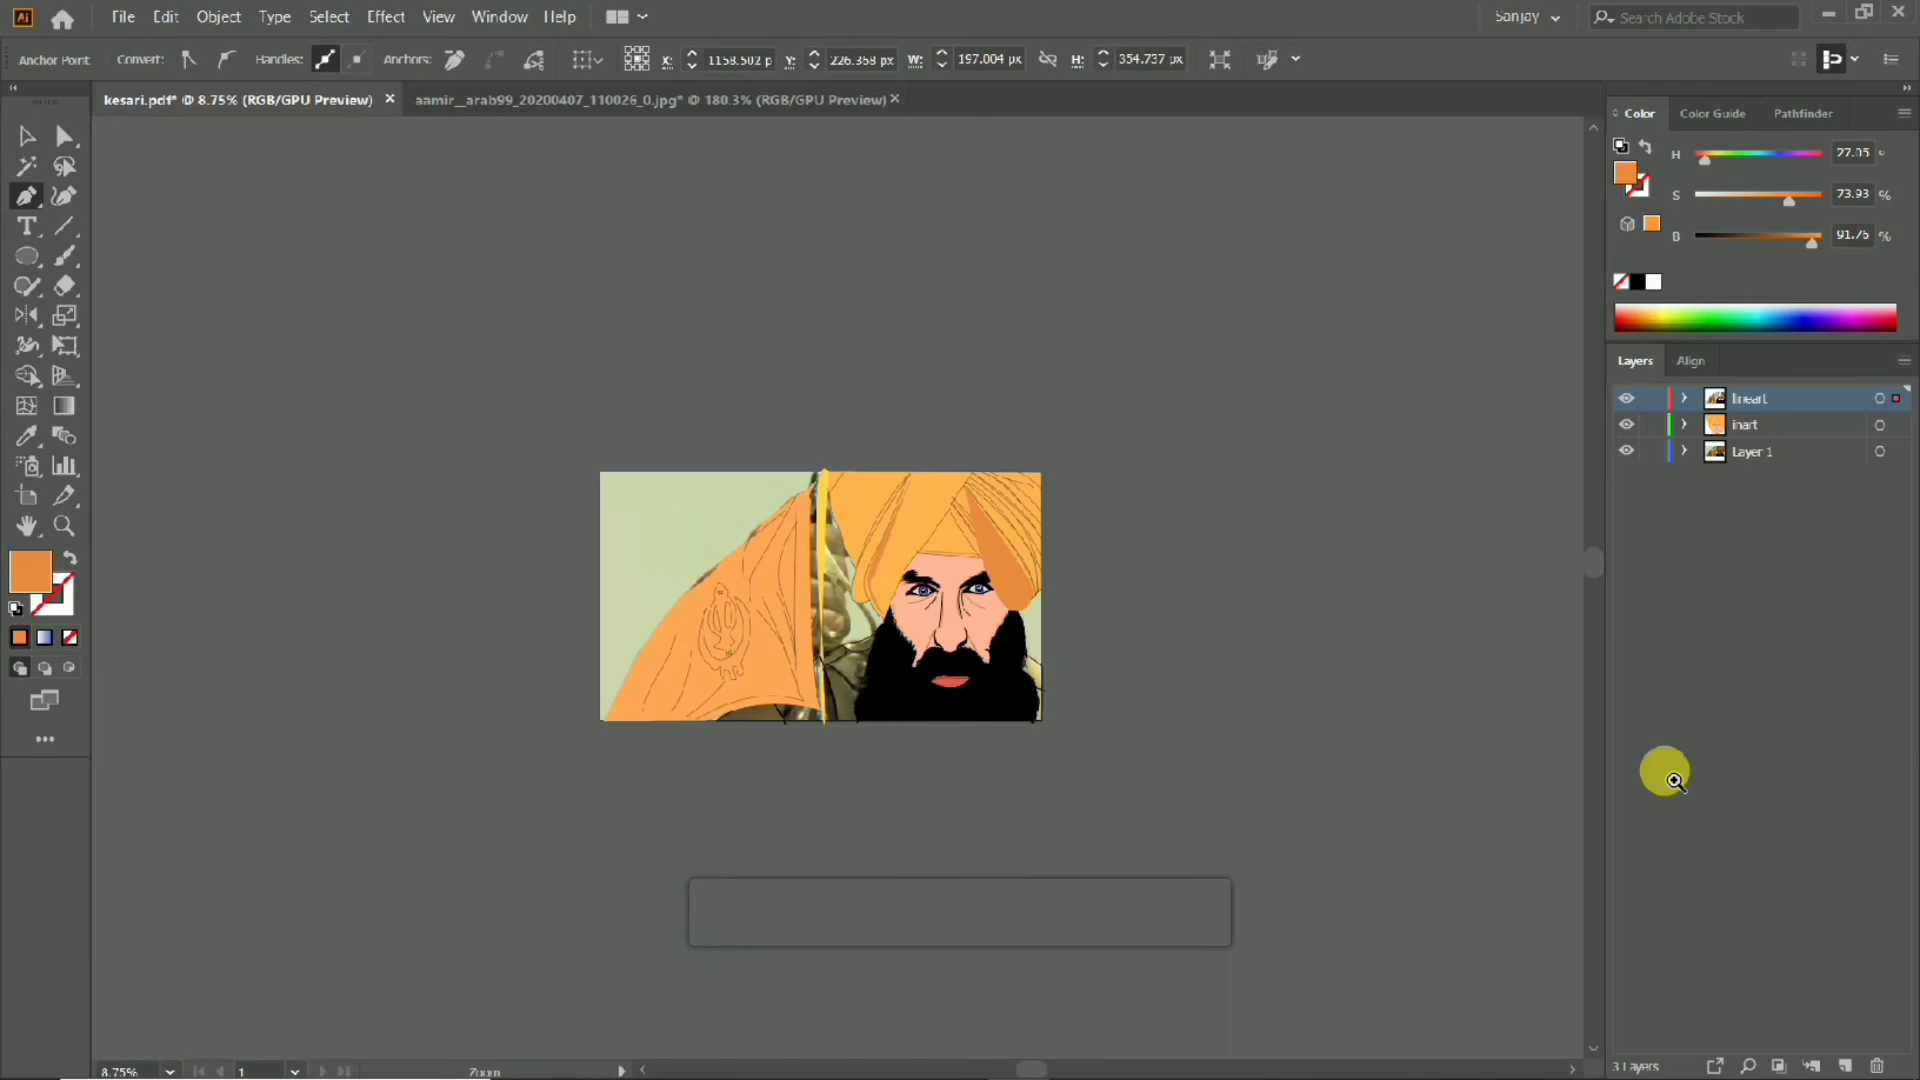 Ai File Edit Object Type Select Effect View Window Help Sanjay Search Adobe Stock
Anchor Point Convert: Handles: Anchors: X: 1158.502 p Y: 226.358 px W: 197.004 px H: 354.737 px
kesari.pdf* @ 8.75% (RGB/GPU Preview) aamir__arab99_20200407_110026_0.jpg* @ 180.3% (RGB/GPU Preview)
Color Color Guide Pathfinder
H 27.05 °
S 73.93 %
B 91.76 %
Layers Align
lineart
inart
Layer 1
3 Layers
8.75% 1 Zoom